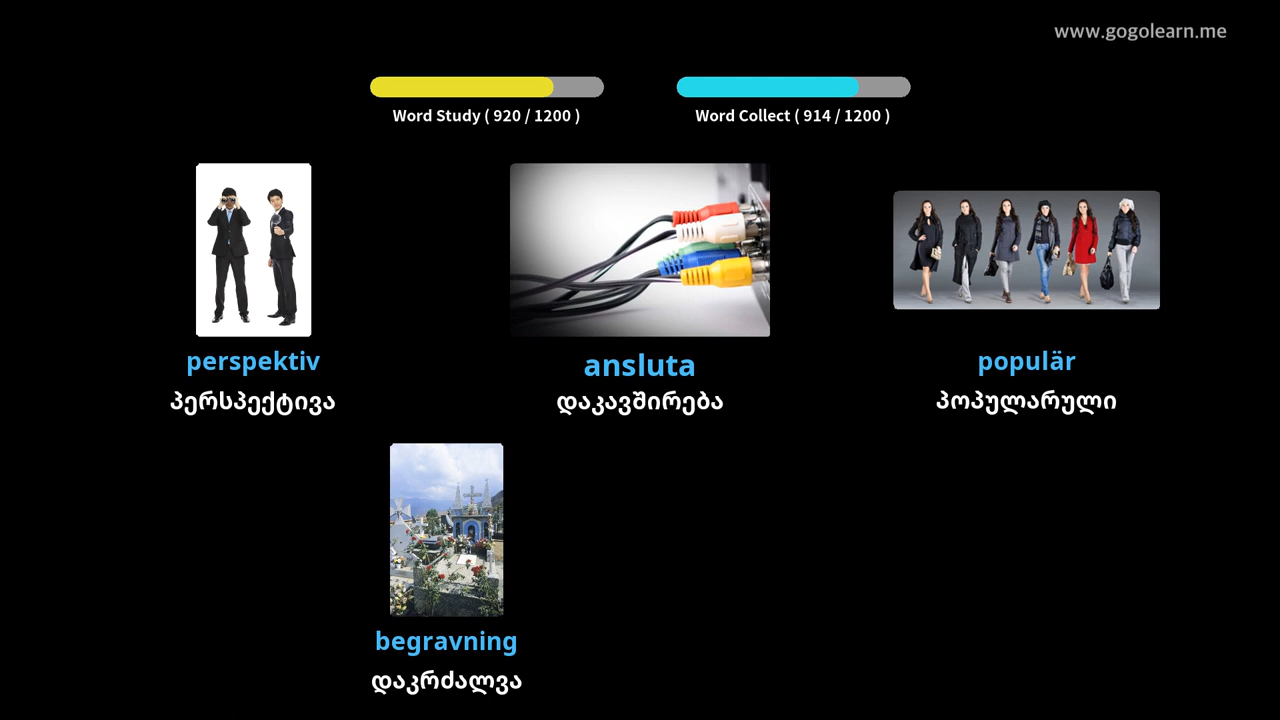 www.gogolearn.me
Word Study ( 920 / 1200 )
Word Collect ( 914 / 1200 )
perspektiv
პერსპექტივა
ansluta
დაკავშირება
populär
პოპულარული
begravning
დაკრძალვა